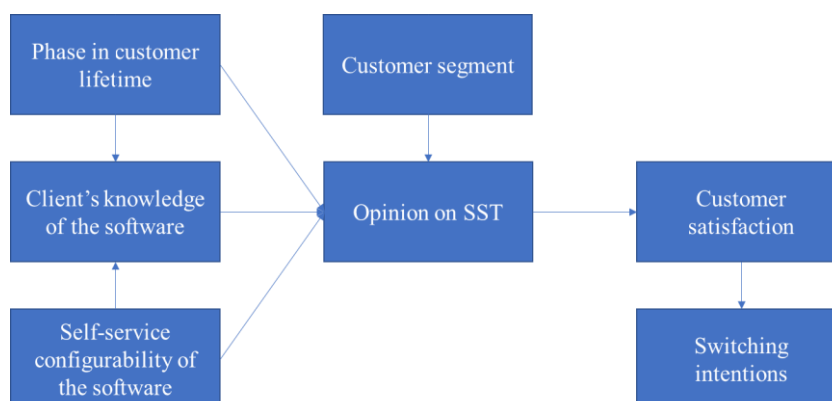 Phase in customer
lifetime
Customer segment
Client's knowledge
of the software
Opinion on SST
Customer
satisfaction
Self-service
configurability of
the software
Switching
intentions